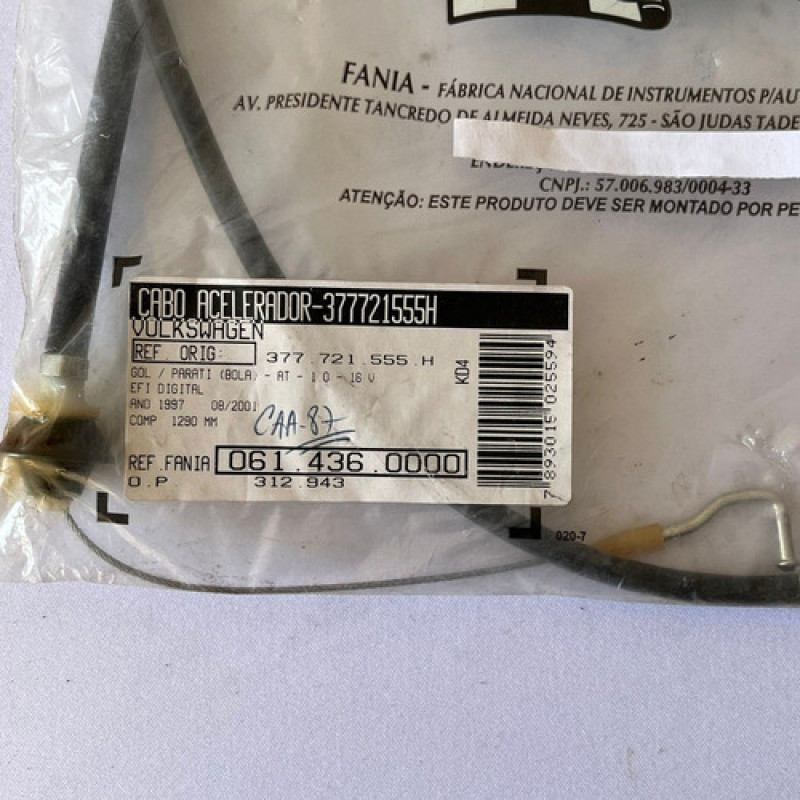 FANIA - FÁBRICA NACIONAL DE INSTRUMENTOS P/AUT
AV. PRESIDENTE TANCREDO DE ALMEIDA NEVES, 725 - SÃO JUDAS TADE
CNPJ.: 57.006.983/0004-33
ATENÇÃO: ESTE PRODUTO DEVE SER MONTADO POR PE
CABO ACELERADOR-377721555H
VOLKSWAGEN
REF. ORIG: 377.721.555.H
GOL / PARATI (BOLA) - AT - 1.0 - 16 V
EFI DIGITAL
ANO 1997 08/2001
COMP 1290 MM
CAA-87
REF.FANIA 061.436.0000
O.P 312.943
KD4
7 893015 025594
020-7